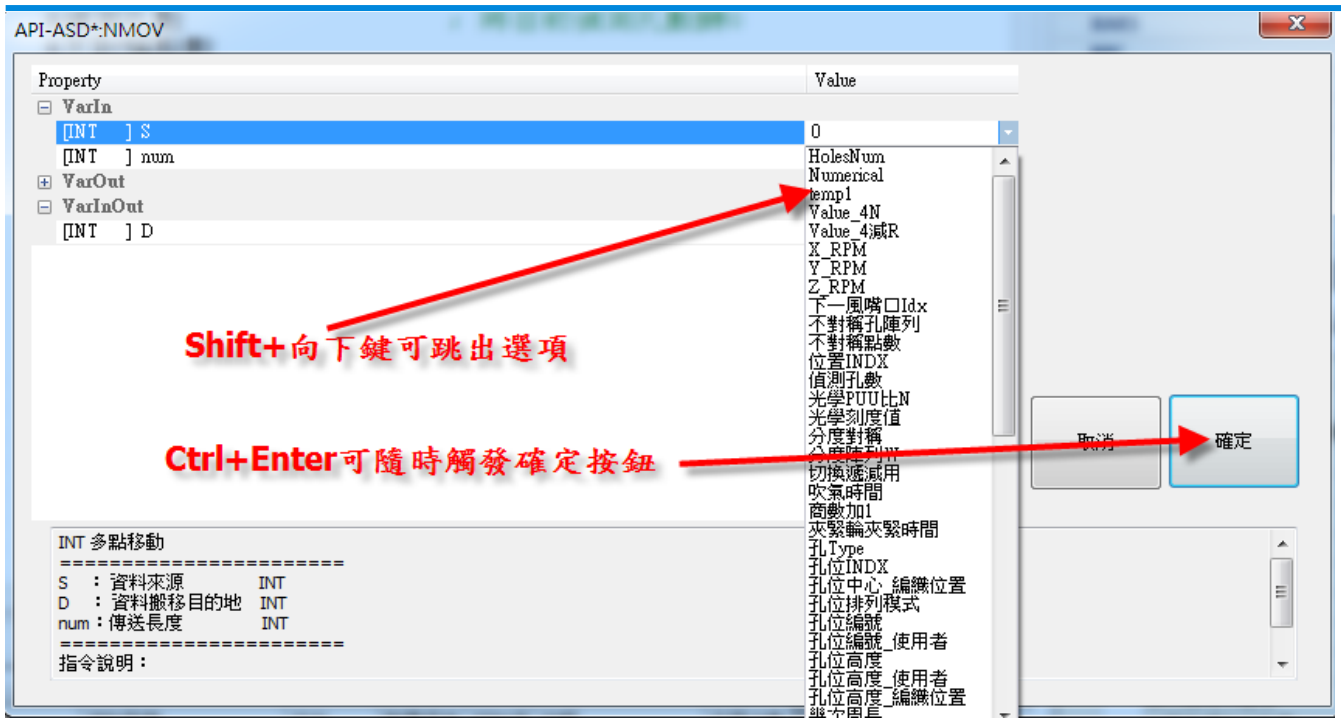 API-ASD*:NMOV
Property Value
VarIn
[INT ] S 0
[INT ] num
VarOut
VarInOut
[INT ] D
HolesNum
Numerical
temp1
Value_4N
Value_4減R
X_RPM
Y_RPM
Z_RPM
下一風嘴口Idx
不對稱孔陣列
不對稱點數
位置INDX
偵測孔數
光學PUU比N
光學刻度值
分度對稱
分度陣列W
切換遞減用
吹氣時間
商數加1
夾緊輪夾緊時間
孔Type
孔位INDX
孔位中心_編織位置
孔位排列模式
孔位編號
孔位編號_使用者
孔位高度
孔位高度_使用者
孔位高度_編織位置
幾次周長
Shift+向下鍵可跳出選項
Ctrl+Enter可隨時觸發確定按鈕
取消
確定
INT 多點移動
=======================
S ：資料來源 INT
D ：資料搬移目的地 INT
num：傳送長度 INT
=======================
指令說明：